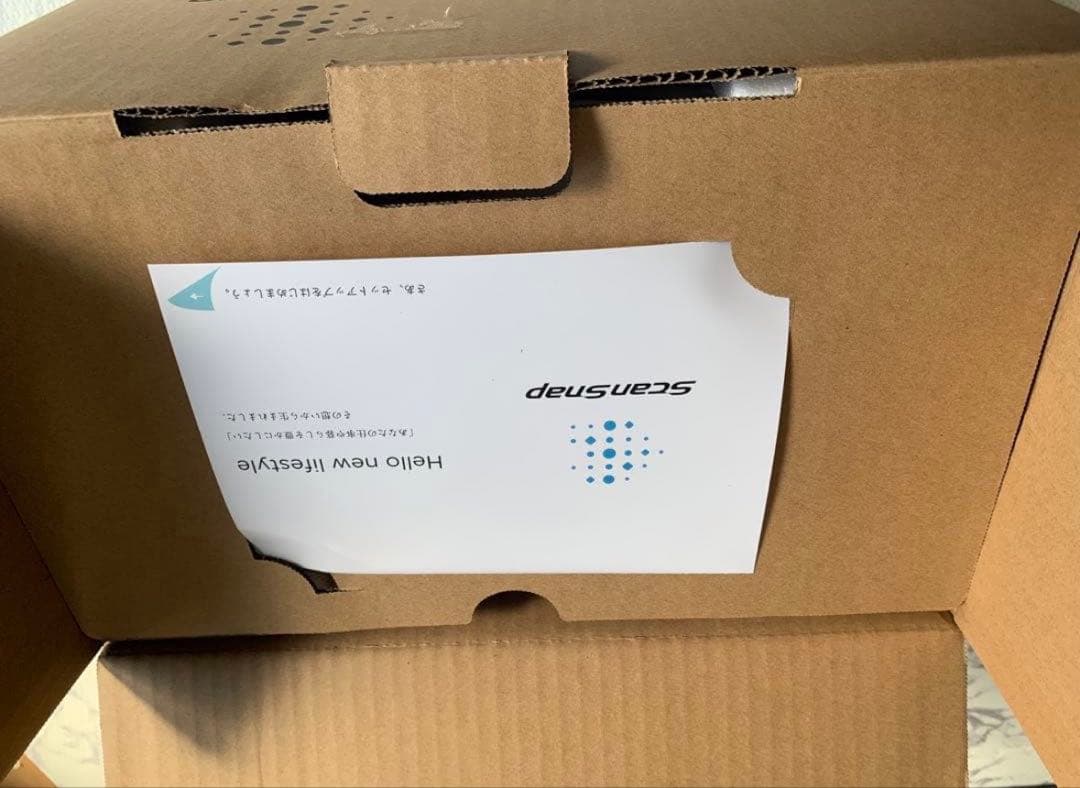 ScanSnap
Hello new lifestyle
「あなたの仕事や暮らしを豊かにしたい」
その想いから生まれました。
さあ、セットアップをはじめましょう。